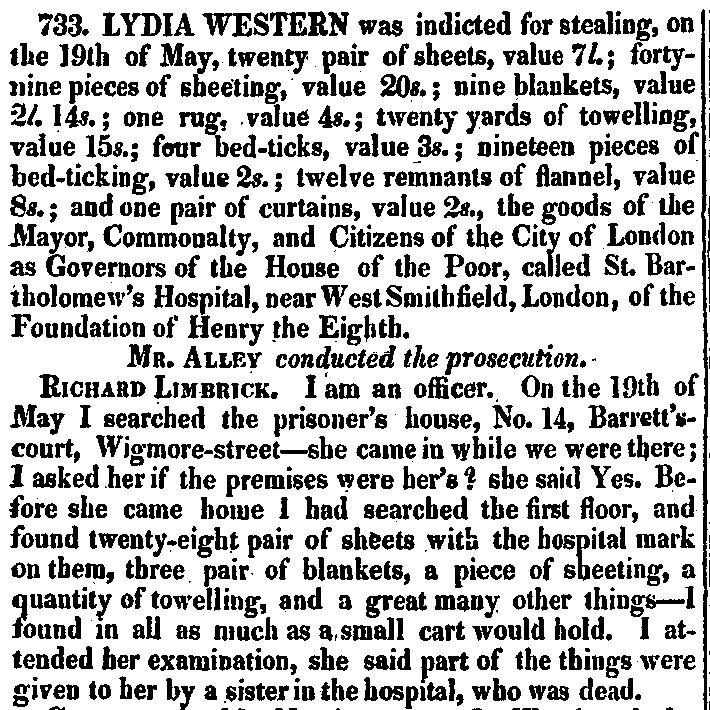 733. LYDIA WESTERN was indicted for stealing, on
the 19th of May, twenty pair of sheets, value 7l.; forty-
nine pieces of sheeting, value 20s.; nine blankets, value
2l. 14s.; one rug, value 4s.; twenty yards of towelling,
value 15s.; four bed-ticks, value 3s.; nineteen pieces of
bed-ticking, value 2s.; twelve remnants of flannel, value
8s.; and one pair of curtains, value 2s., the goods of the
Mayor, Commonalty, and Citizens of the City of London
as Governors of the House of the Poor, called St. Bar-
tholomew's Hospital, near West Smithfield, London, of the
Foundation of Henry the Eighth.
MR. ALLEY conducted the prosecution.
RICHARD LIMBRICK. I am an officer. On the 19th of
May I searched the prisoner's house, No. 14, Barrett's-
court, Wigmore-street—she came in while we were there;
I asked her if the premises were her's? she said Yes. Be-
fore she came home I had searched the first floor, and
found twenty-eight pair of sheets with the hospital mark
on them, three pair of blankets, a piece of sheeting, a
quantity of towelling, and a great many other things—I
found in all as much as a small cart would hold. I at-
tended her examination, she said part of the things were
given to her by a sister in the hospital, who was dead.